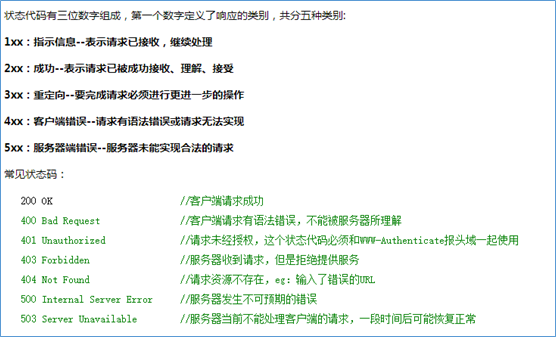 状态代码有三位数字组成，第一个数字定义了响应的类别，共分五种类别:
1xx：指示信息--表示请求已接收，继续处理
2xx：成功--表示请求已被成功接收、理解、接受
3xx：重定向--要完成请求必须进行更进一步的操作
4xx：客户端错误--请求有语法错误或请求无法实现
5xx：服务器端错误--服务器未能实现合法的请求
常见状态码：
200 OK //客户端请求成功
400 Bad Request //客户端请求有语法错误，不能被服务器所理解
401 Unauthorized //请求未经授权，这个状态代码必须和WWW-Authenticate报头域一起使用
403 Forbidden //服务器收到请求，但是拒绝提供服务
404 Not Found //请求资源不存在，eg：输入了错误的URL
500 Internal Server Error //服务器发生不可预期的错误
503 Server Unavailable //服务器当前不能处理客户端的请求，一段时间后可能恢复正常